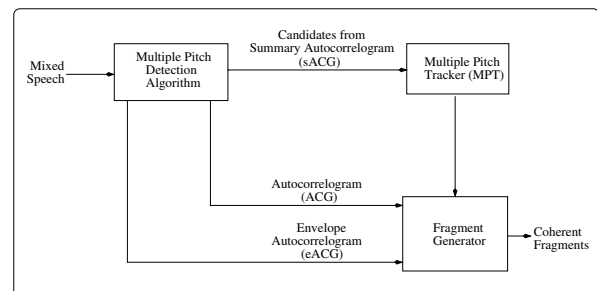 Candidates from
Summary Autocorrelogram
(sACG)
Mixed
Speech
Multiple Pitch
Detection
Algorithm
Multiple Pitch
Tracker (MPT)
Autocorrelogram
(ACG)
Envelope
Autocorrelogram
(eACG)
Fragment
Generator
Coherent
Fragments